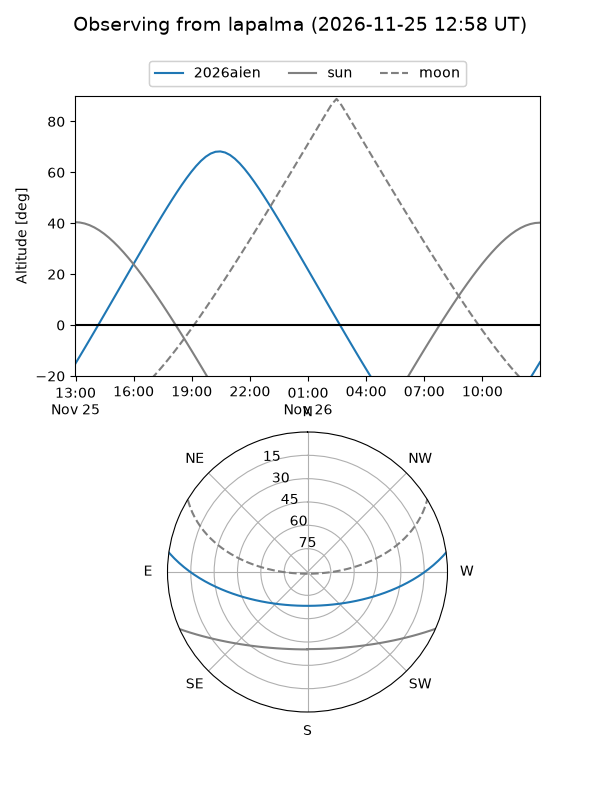 Observing from lapalma (2026-11-25 12:58 UT)
2026aien sun moon
Altitude [deg]
80
60
40
20
0
−20
13:00 16:00 19:00 22:00 01:00 04:00 07:00 10:00
Nov 25 Nov 26
N
NE NW
15
30
45
60
75
E W
SE SW
S